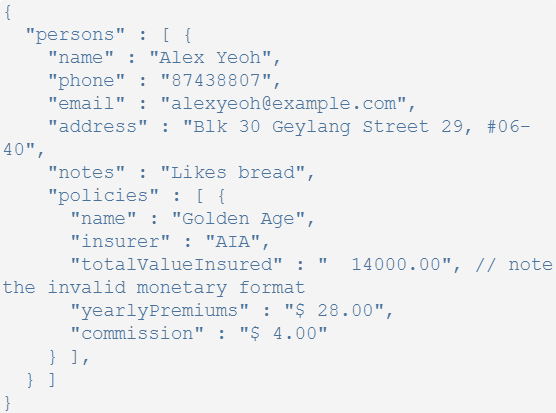 {
  "persons" : [ {
    "name" : "Alex Yeoh",
    "phone" : "87438807",
    "email" : "alexyeoh@example.com",
    "address" : "Blk 30 Geylang Street 29, #06-
40",
    "notes" : "Likes bread",
    "policies" : [ {
      "name" : "Golden Age",
      "insurer" : "AIA",
      "totalValueInsured" : "  14000.00", // note
the invalid monetary format
      "yearlyPremiums" : "$ 28.00",
      "commission" : "$ 4.00"
    } ],
  } ]
}